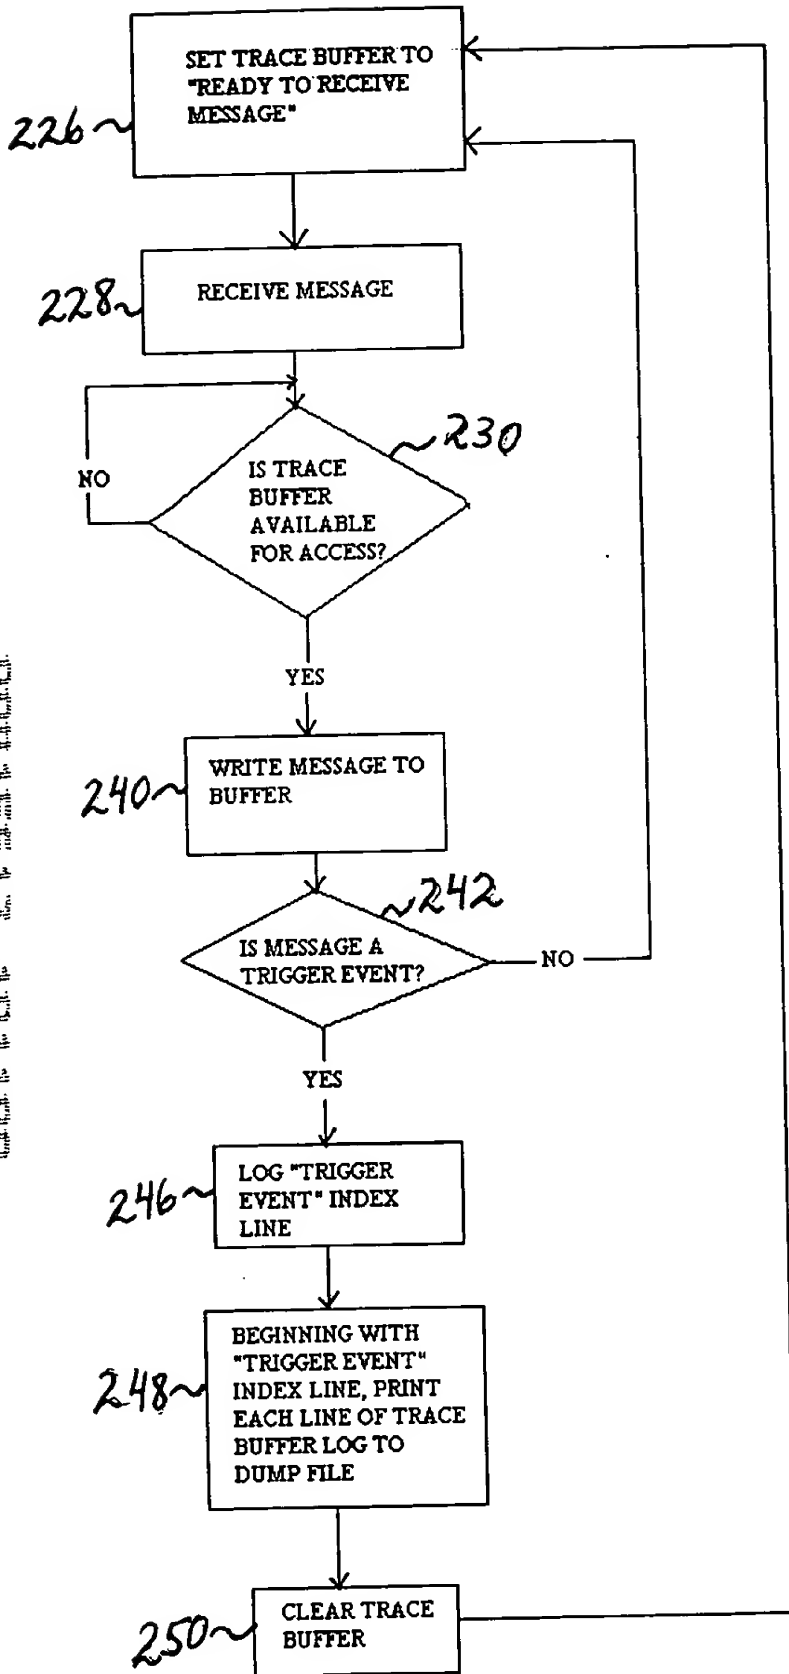 SET TRACE BUFFER TO
"READY TO RECEIVE
MESSAGE"
226
RECEIVE MESSAGE
228
230
NO
IS TRACE
BUFFER
AVAILABLE
FOR ACCESS?
YES
WRITE MESSAGE TO
BUFFER
240
242
IS MESSAGE A
TRIGGER EVENT?
NO
YES
LOG "TRIGGER
EVENT" INDEX
LINE
246
BEGINNING WITH
"TRIGGER EVENT"
INDEX LINE, PRINT
EACH LINE OF TRACE
BUFFER LOG TO
DUMP FILE
248
CLEAR TRACE
BUFFER
250